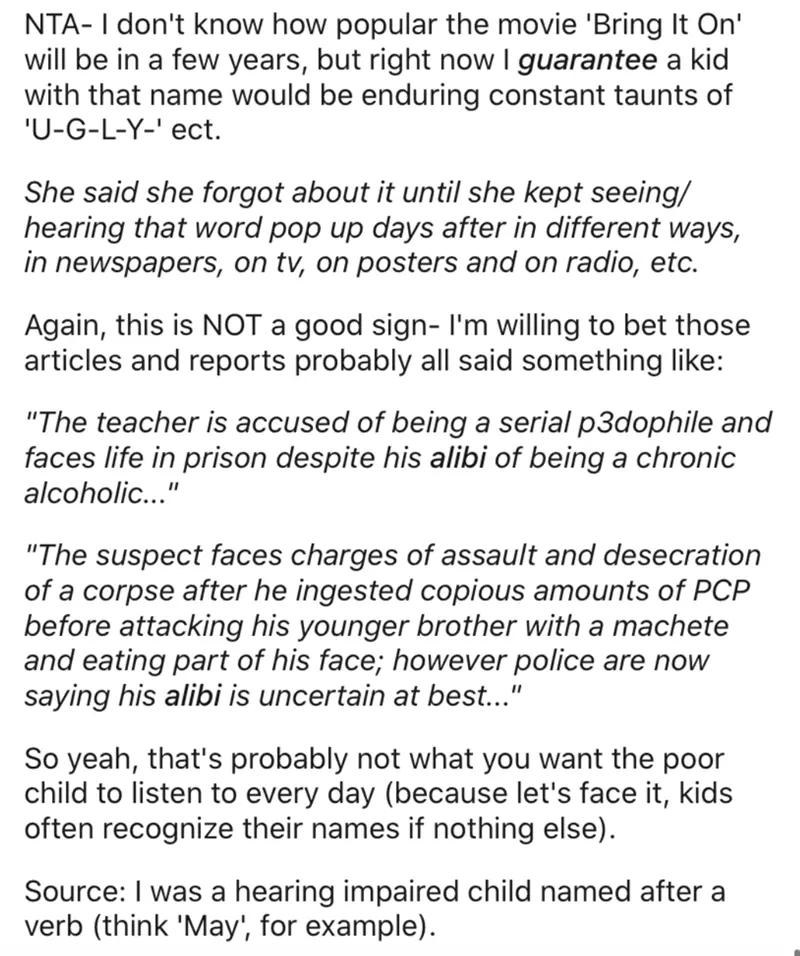 NTA- I don't know how popular the movie 'Bring It On'
will be in a few years, but right now I guarantee a kid
with that name would be enduring constant taunts of
'U-G-L-Y-' ect.
She said she forgot about it until she kept seeing/
hearing that word pop up days after in different ways,
in newspapers, on tv, on posters and on radio, etc.
Again, this is NOT a good sign- I'm willing to bet those
articles and reports probably all said something like:
"The teacher is accused of being a serial p3dophile and
faces life in prison despite his alibi of being a chronic
alcoholic..."
"The suspect faces charges of assault and desecration
of a corpse after he ingested copious amounts of PCP
before attacking his younger brother with a machete
and eating part of his face; however police are now
saying his alibi is uncertain at best..."
So yeah, that's probably not what you want the poor
child to listen to every day (because let's face it, kids
often recognize their names if nothing else).
Source: I was a hearing impaired child named after a
verb (think 'May', for example).